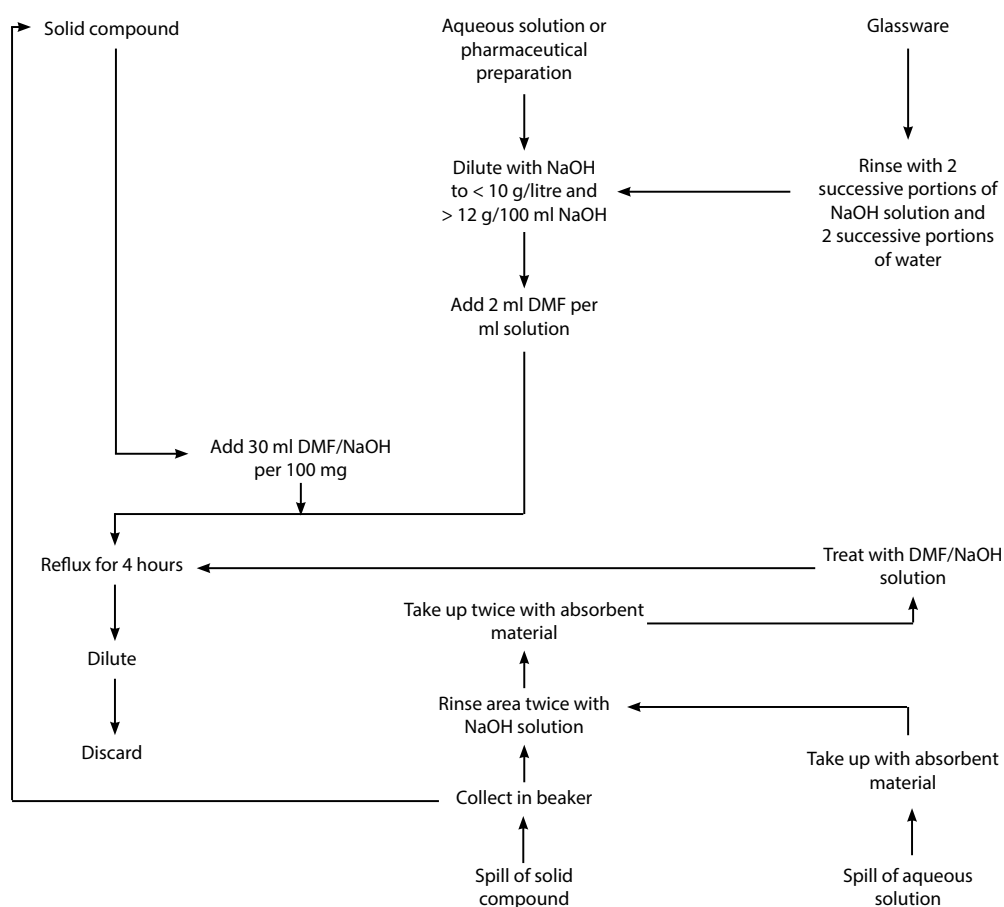 Solid compound
Aqueous solution or
pharmaceutical
preparation
Glassware
Dilute with NaOH
to < 10 g/litre and
> 12 g/100 ml NaOH
Rinse with 2
successive portions of
NaOH solution and
2 successive portions
of water
Add 2 ml DMF per
ml solution
Add 30 ml DMF/NaOH
per 100 mg
Reflux for 4 hours
Treat with DMF/NaOH
solution
Take up twice with absorbent
material
Dilute
Rinse area twice with
NaOH solution
Discard
Take up with absorbent
material
Collect in beaker
Spill of solid
compound
Spill of aqueous
solution